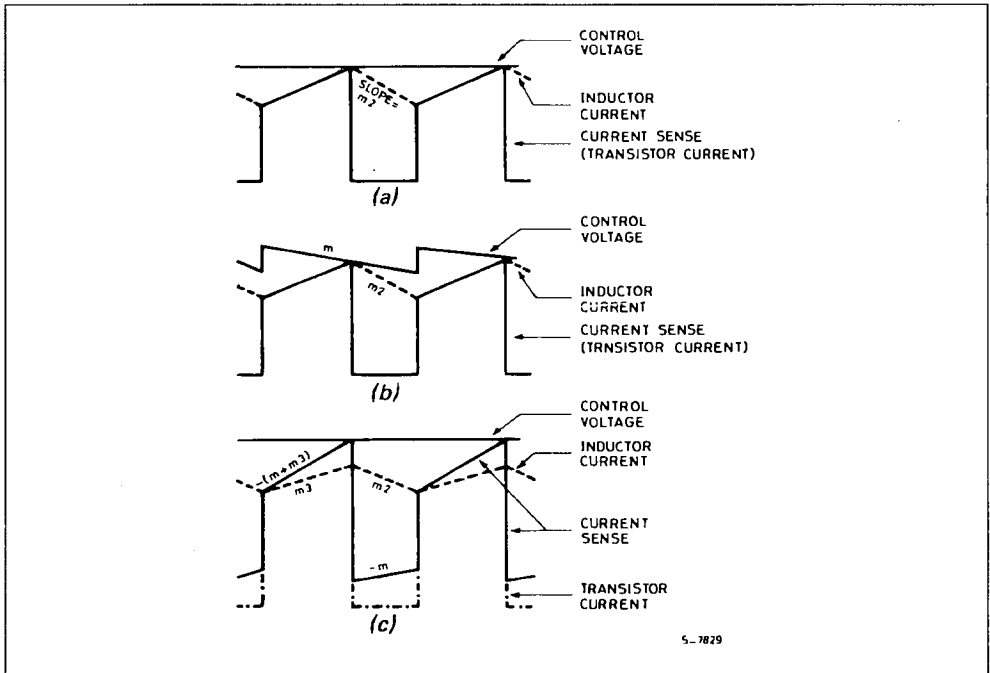 CONTROL
VOLTAGE
SLOPE=
m2
INDUCTOR
CURRENT
CURRENT SENSE
(TRANSISTOR CURRENT)
(a)
CONTROL
VOLTAGE
m
m2
INDUCTOR
CURRENT
CURRENT SENSE
(TRNSISTOR CURRENT)
(b)
CONTROL
VOLTAGE
-(m+m3)
m3
m2
INDUCTOR
CURRENT
CURRENT
SENSE
-m
TRANSISTOR
CURRENT
(c)
S-7829